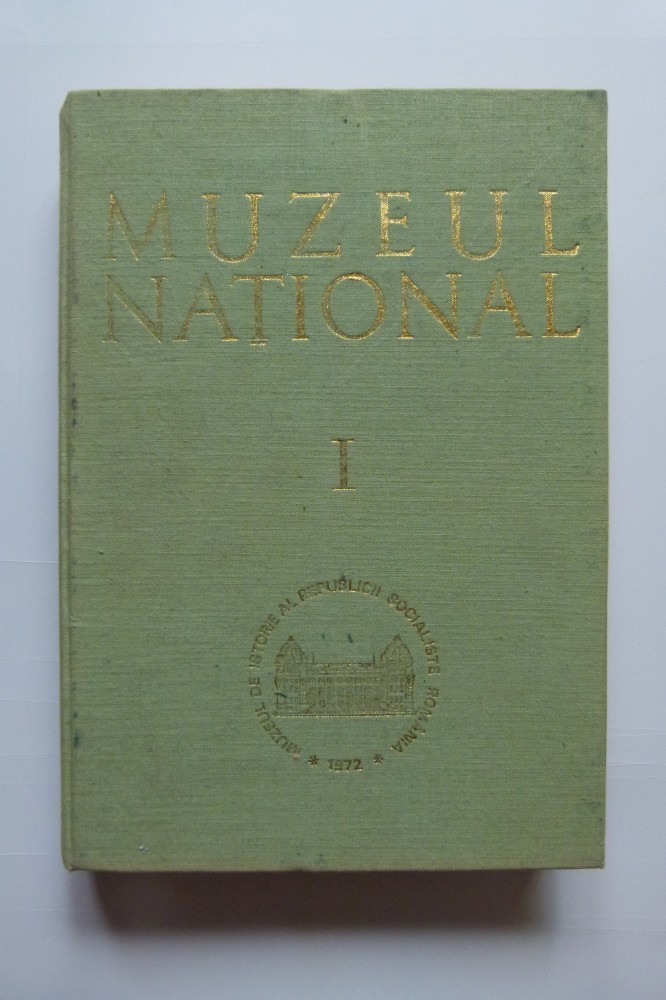 MUZEUL
NAȚIONAL
I
MUZEUL DE ISTORIE AL REPUBLICII SOCIALISTE ROMÂNIA
* 1972 *